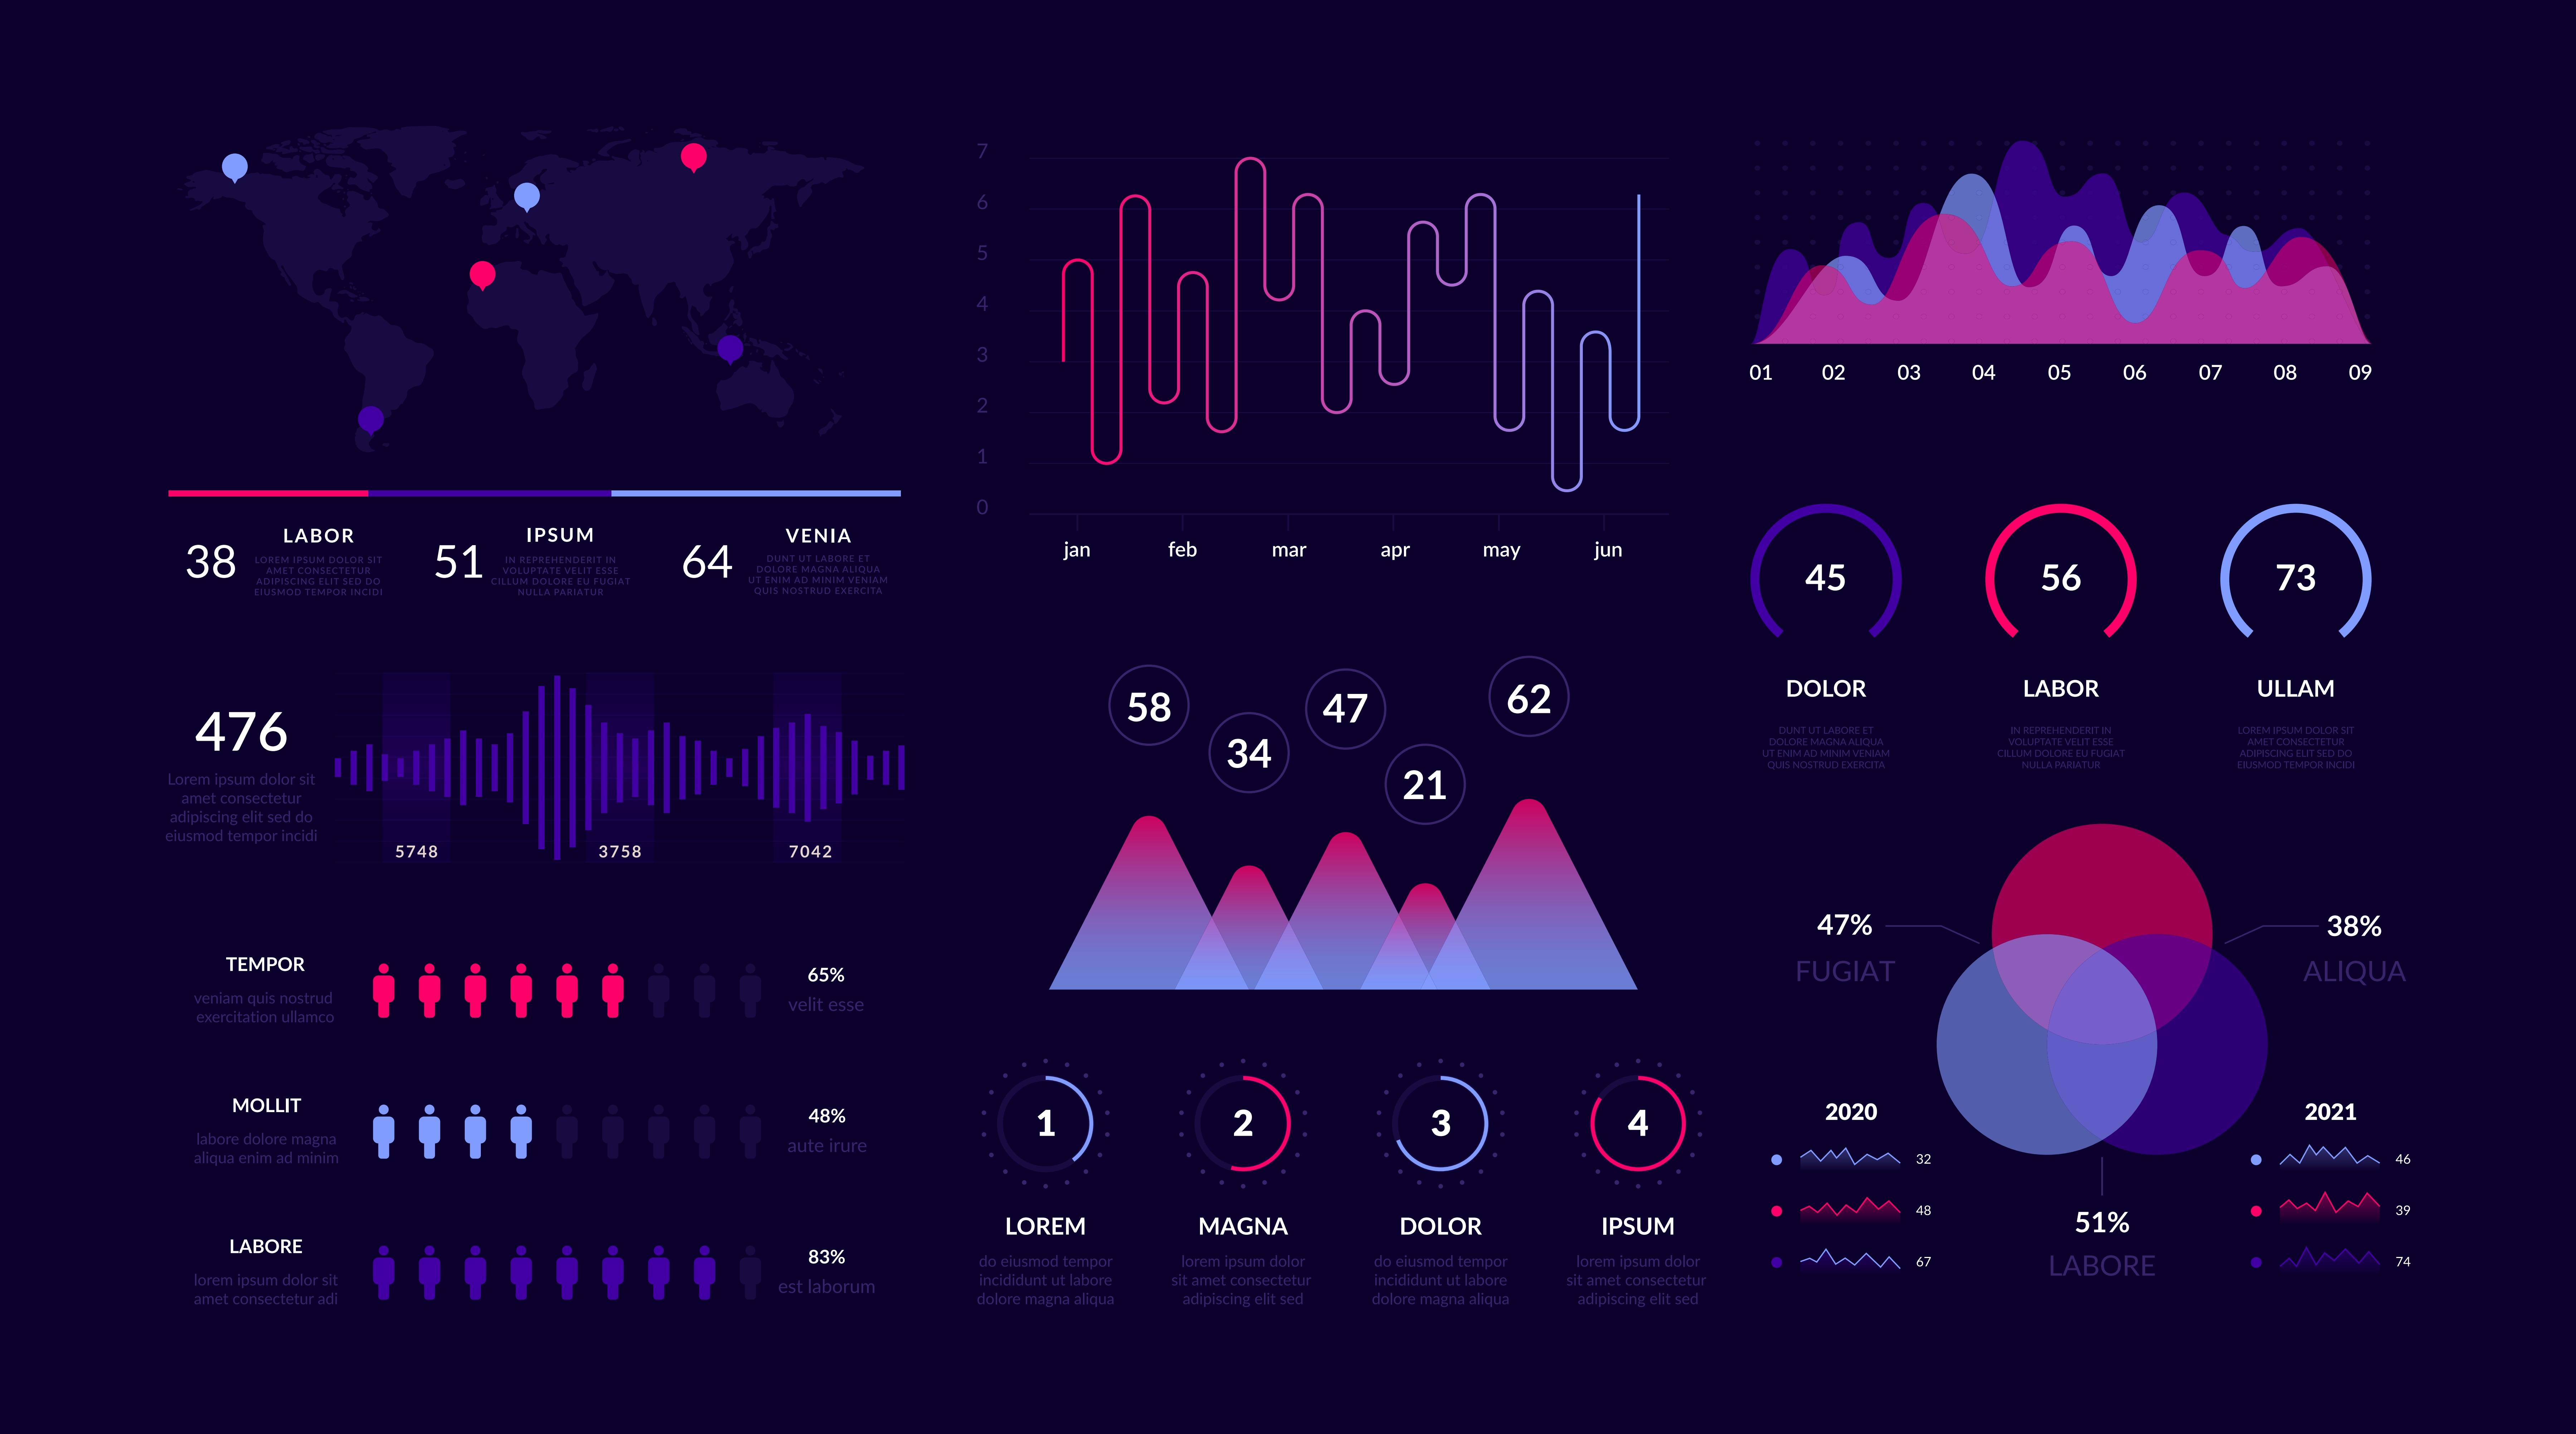 38
LABOR
LOREM IPSUM DOLOR SIT
AMET CONSECTETUR
ADIPISCING ELIT SED DO
EIUSMOD TEMPOR INCIDI
51
IPSUM
IN REPREHENDERIT IN
VOLUPTATE VELIT ESSE
CILLUM DOLORE EU FUGIAT
NULLA PARIATUR
64
VENIA
DUNT UT LABORE ET
DOLORE MAGNA ALIQUA
UT ENIM AD MINIM VENIAM
QUIS NOSTRUD EXERCITA
476
Lorem ipsum dolor sit
amet consectetur
adipiscing elit sed do
eiusmod tempor incidi
5748
3758
7042
TEMPOR
veniam quis nostrud
exercitation ullamco
65%
velit esse
MOLLIT
labore dolore magna
aliqua enim ad minim
48%
aute irure
LABORE
lorem ipsum dolor sit
amet consectetur adi
83%
est laborum
7
6
5
4
3
2
1
0
jan feb mar apr may jun
58
34
47
21
62
1
LOREM
do eiusmod tempor
incididunt ut labore
dolore magna aliqua
2
MAGNA
lorem ipsum dolor
sit amet consectetur
adipiscing elit sed
3
DOLOR
do eiusmod tempor
incididunt ut labore
dolore magna aliqua
4
IPSUM
lorem ipsum dolor
sit amet consectetur
adipiscing elit sed
01 02 03 04 05 06 07 08 09
45
DOLOR
DUNT UT LABORE ET
DOLORE MAGNA ALIQUA
UT ENIM AD MINIM VENIAM
QUIS NOSTRUD EXERCITA
56
LABOR
IN REPREHENDERIT IN
VOLUPTATE VELIT ESSE
CILLUM DOLORE EU FUGIAT
NULLA PARIATUR
73
ULLAM
LOREM IPSUM DOLOR SIT
AMET CONSECTETUR
ADIPISCING ELIT SED DO
EIUSMOD TEMPOR INCIDI
47%
FUGIAT
38%
ALIQUA
51%
LABORE
2020
32
48
67
2021
46
39
74